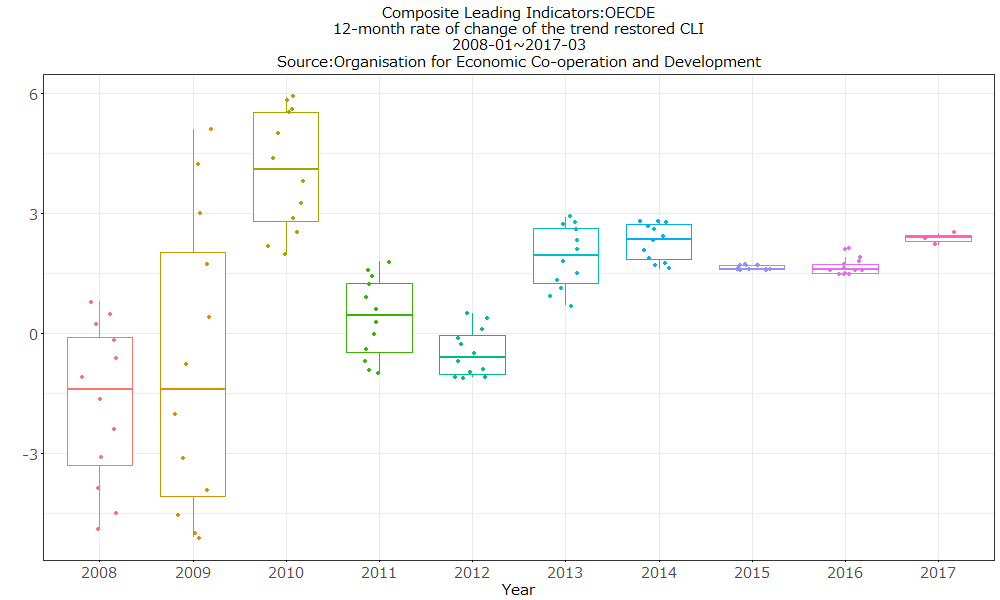 Composite Leading Indicators:OECDE
12-month rate of change of the trend restored CLI
2008-01~2017-03
Source:Organisation for Economic Co-operation and Development
6
3
0
-3
2008 2009 2010 2011 2012 2013 2014 2015 2016 2017
Year